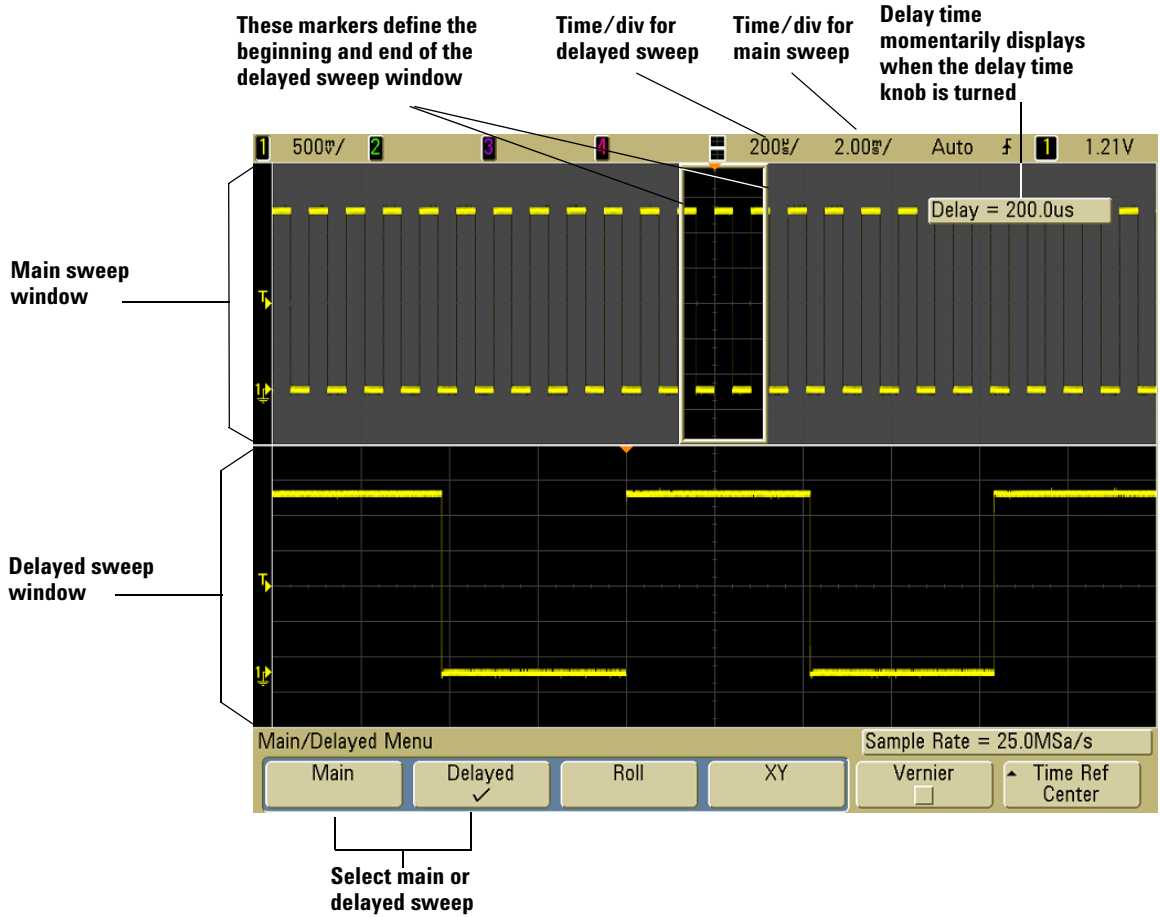 These markers define the
beginning and end of the
delayed sweep window
Time/div for
delayed sweep
Time/div for
main sweep
Delay time
momentarily displays
when the delay time
knob is turned
1 500mV/ 2 3 4 200us/ 2.00ms/ Auto 1 1.21V
Delay = 200.0us
Main sweep
window
T
1
Delayed sweep
window
T
1
Main/Delayed Menu
Sample Rate = 25.0MSa/s
Main
Delayed
Roll
XY
Vernier
Time Ref
Center
Select main or
delayed sweep